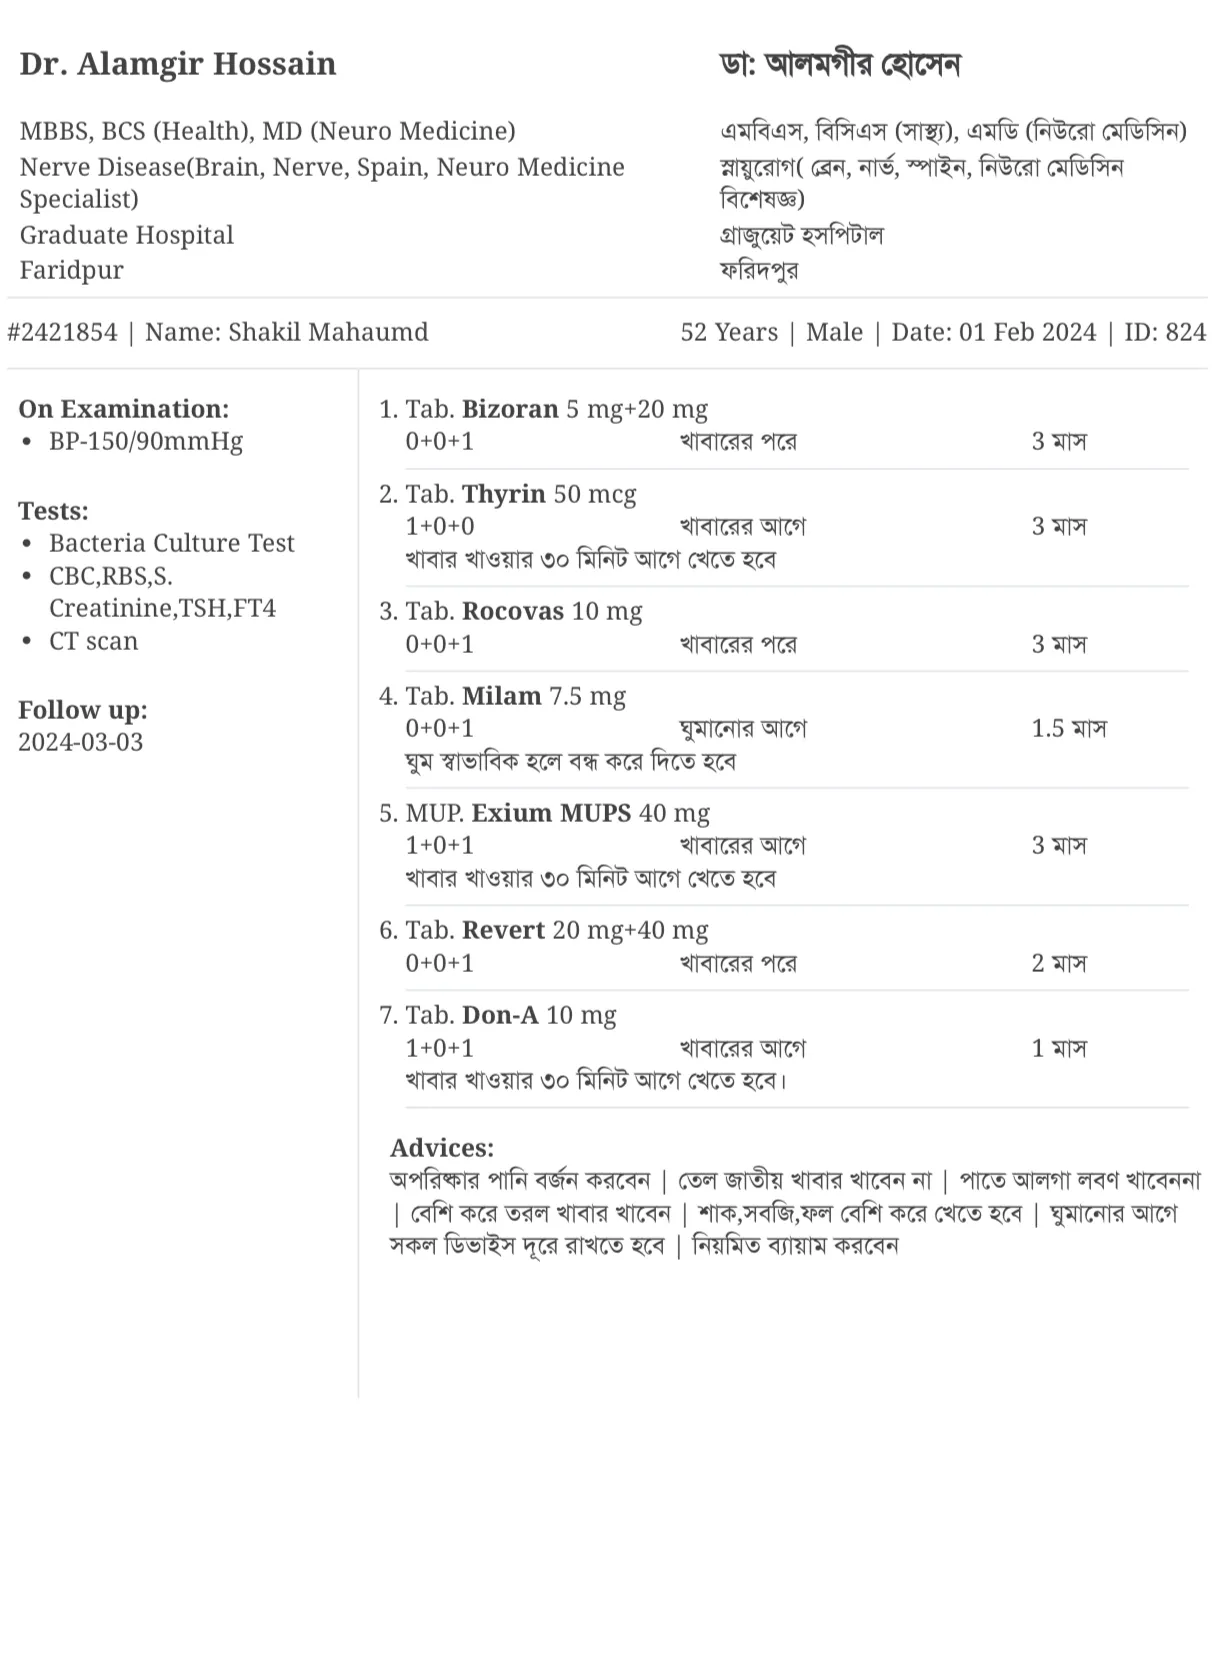 Dr. Alamgir Hossain
MBBS, BCS (Health), MD (Neuro Medicine)
Nerve Disease(Brain, Nerve, Spain, Neuro Medicine
Specialist)
Graduate Hospital
Faridpur
ডা: আলমগীর হোসেন
এমবিএস, বিসিএস (সাস্থ্য), এমডি (নিউরো মেডিসিন)
স্নায়ুরোগ( ব্রেন, নার্ভ, স্পাইন, নিউরো মেডিসিন
বিশেষজ্ঞ)
গ্রাজুয়েট হসপিটাল
ফরিদপুর
#2421854 | Name: Shakil Mahaumd
52 Years | Male | Date: 01 Feb 2024 | ID: 824
On Examination:
• BP-150/90mmHg
Tests:
• Bacteria Culture Test
• CBC,RBS,S.
Creatinine,TSH,FT4
• CT scan
Follow up:
2024-03-03
1. Tab. Bizoran 5 mg+20 mg
0+0+1 খাবারের পরে 3 মাস
2. Tab. Thyrin 50 mcg
1+0+0 খাবারের আগে 3 মাস
খাবার খাওয়ার ৩০ মিনিট আগে খেতে হবে
3. Tab. Rocovas 10 mg
0+0+1 খাবারের পরে 3 মাস
4. Tab. Milam 7.5 mg
0+0+1 ঘুমানোর আগে 1.5 মাস
ঘুম স্বাভাবিক হলে বন্ধ করে দিতে হবে
5. MUP. Exium MUPS 40 mg
1+0+1 খাবারের আগে 3 মাস
খাবার খাওয়ার ৩০ মিনিট আগে খেতে হবে
6. Tab. Revert 20 mg+40 mg
0+0+1 খাবারের পরে 2 মাস
7. Tab. Don-A 10 mg
1+0+1 খাবারের আগে 1 মাস
খাবার খাওয়ার ৩০ মিনিট আগে খেতে হবে।
Advices:
অপরিষ্কার পানি বর্জন করবেন | তেল জাতীয় খাবার খাবেন না | পাতে আলগা লবণ খাবেননা
| বেশি করে তরল খাবার খাবেন | শাক,সবজি,ফল বেশি করে খেতে হবে | ঘুমানোর আগে
সকল ডিভাইস দূরে রাখতে হবে | নিয়মিত ব্যায়াম করবেন